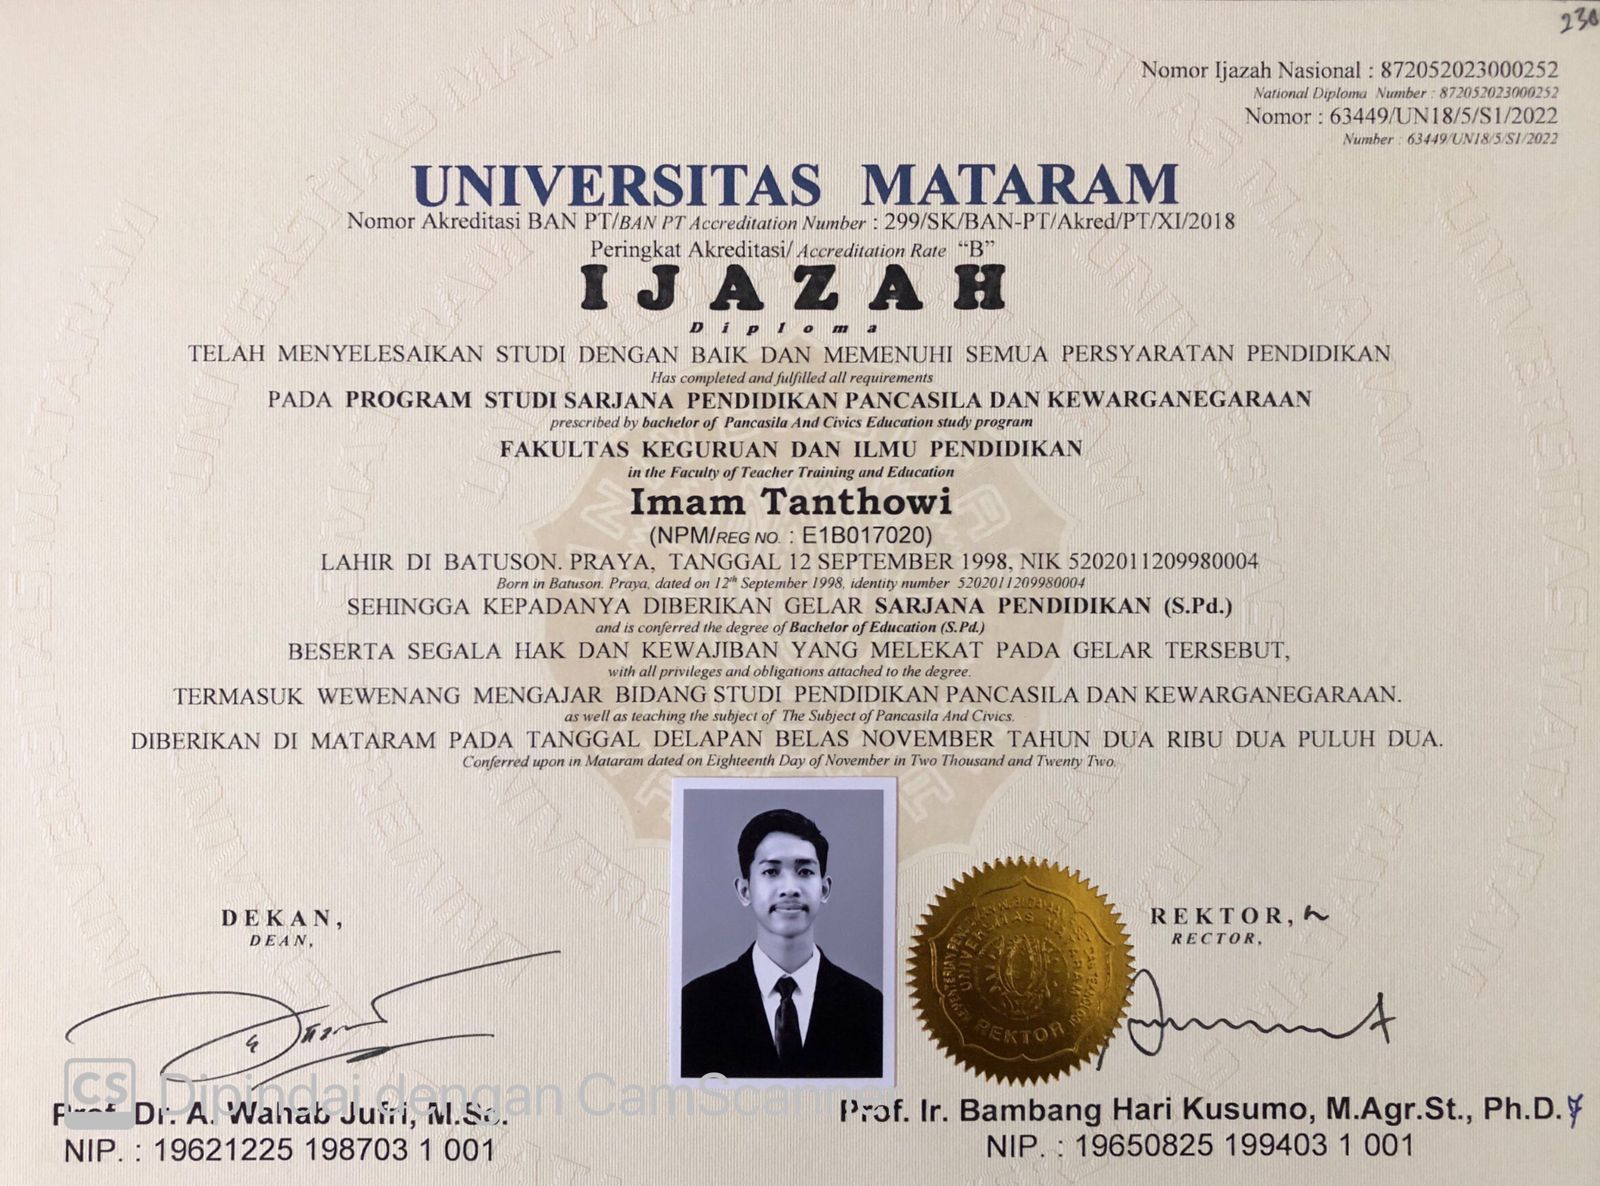 230
Nomor Ijazah Nasional : 872052023000252
National Diploma Number : 872052023000252
Nomor : 63449/UN18/5/S1/2022
Number : 63449/UN18/5/S1/2022
UNIVERSITAS MATARAM
Nomor Akreditasi BAN PT/BAN PT Accreditation Number : 299/SK/BAN-PT/Akred/PT/XI/2018
Peringkat Akreditasi/ Accreditation Rate “B”
IJAZAH
Diploma
TELAH MENYELESAIKAN STUDI DENGAN BAIK DAN MEMENUHI SEMUA PERSYARATAN PENDIDIKAN
Has completed and fulfilled all requirements
PADA PROGRAM STUDI SARJANA PENDIDIKAN PANCASILA DAN KEWARGANEGARAAN
prescribed by bachelor of Pancasila And Civics Education study program
FAKULTAS KEGURUAN DAN ILMU PENDIDIKAN
in the Faculty of Teacher Training and Education
Imam Tanthowi
(NPM/REG NO. : E1B017020)
LAHIR DI BATUSON. PRAYA, TANGGAL 12 SEPTEMBER 1998, NIK 5202011209980004
Born in Batuson. Praya, dated on 12th September 1998, identity number 5202011209980004
SEHINGGA KEPADANYA DIBERIKAN GELAR SARJANA PENDIDIKAN (S.Pd.)
and is conferred the degree of Bachelor of Education (S.Pd.)
BESERTA SEGALA HAK DAN KEWAJIBAN YANG MELEKAT PADA GELAR TERSEBUT,
with all privileges and obligations attached to the degree.
TERMASUK WEWENANG MENGAJAR BIDANG STUDI PENDIDIKAN PANCASILA DAN KEWARGANEGARAAN.
as well as teaching the subject of The Subject of Pancasila And Civics.
DIBERIKAN DI MATARAM PADA TANGGAL DELAPAN BELAS NOVEMBER TAHUN DUA RIBU DUA PULUH DUA.
Conferred upon in Mataram dated on Eighteenth Day of November in Two Thousand and Twenty Two.
DEKAN,
DEAN,
REKTOR,
RECTOR,
UNIVERSITAS MATARAM
REKTOR
CS Dipindai dengan CamScanner
Prof. Dr. A. Wahab Jufri, M.Sc.
NIP. : 19621225 198703 1 001
Prof. Ir. Bambang Hari Kusumo, M.Agr.St., Ph.D.
NIP. : 19650825 199403 1 001